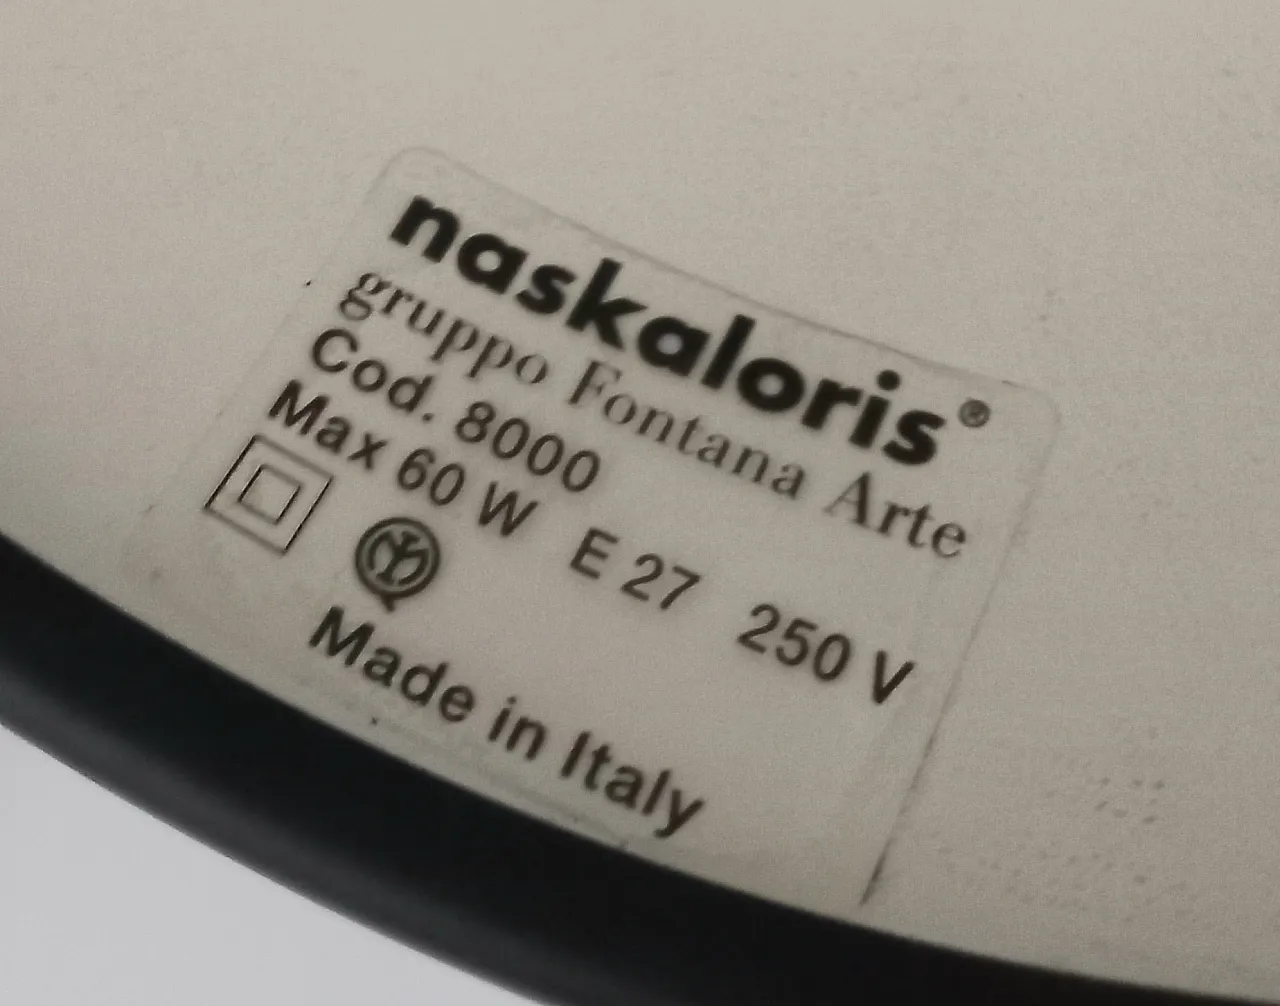 naskaloris®
gruppo Fontana Arte
Cod. 8000
Max 60 W E 27 250 V
Made in Italy